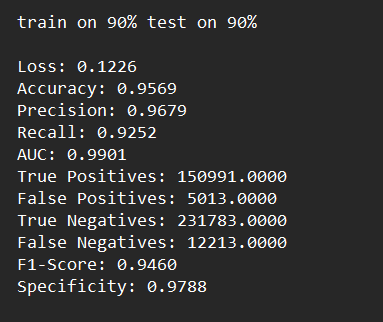 train on 90% test on 90%
Loss: 0.1226
Accuracy: 0.9569
Precision: 0.9679
Recall: 0.9252
AUC: 0.9901
True Positives: 150991.0000
False Positives: 5013.0000
True Negatives: 231783.0000
False Negatives: 12213.0000
F1-Score: 0.9460
Specificity: 0.9788